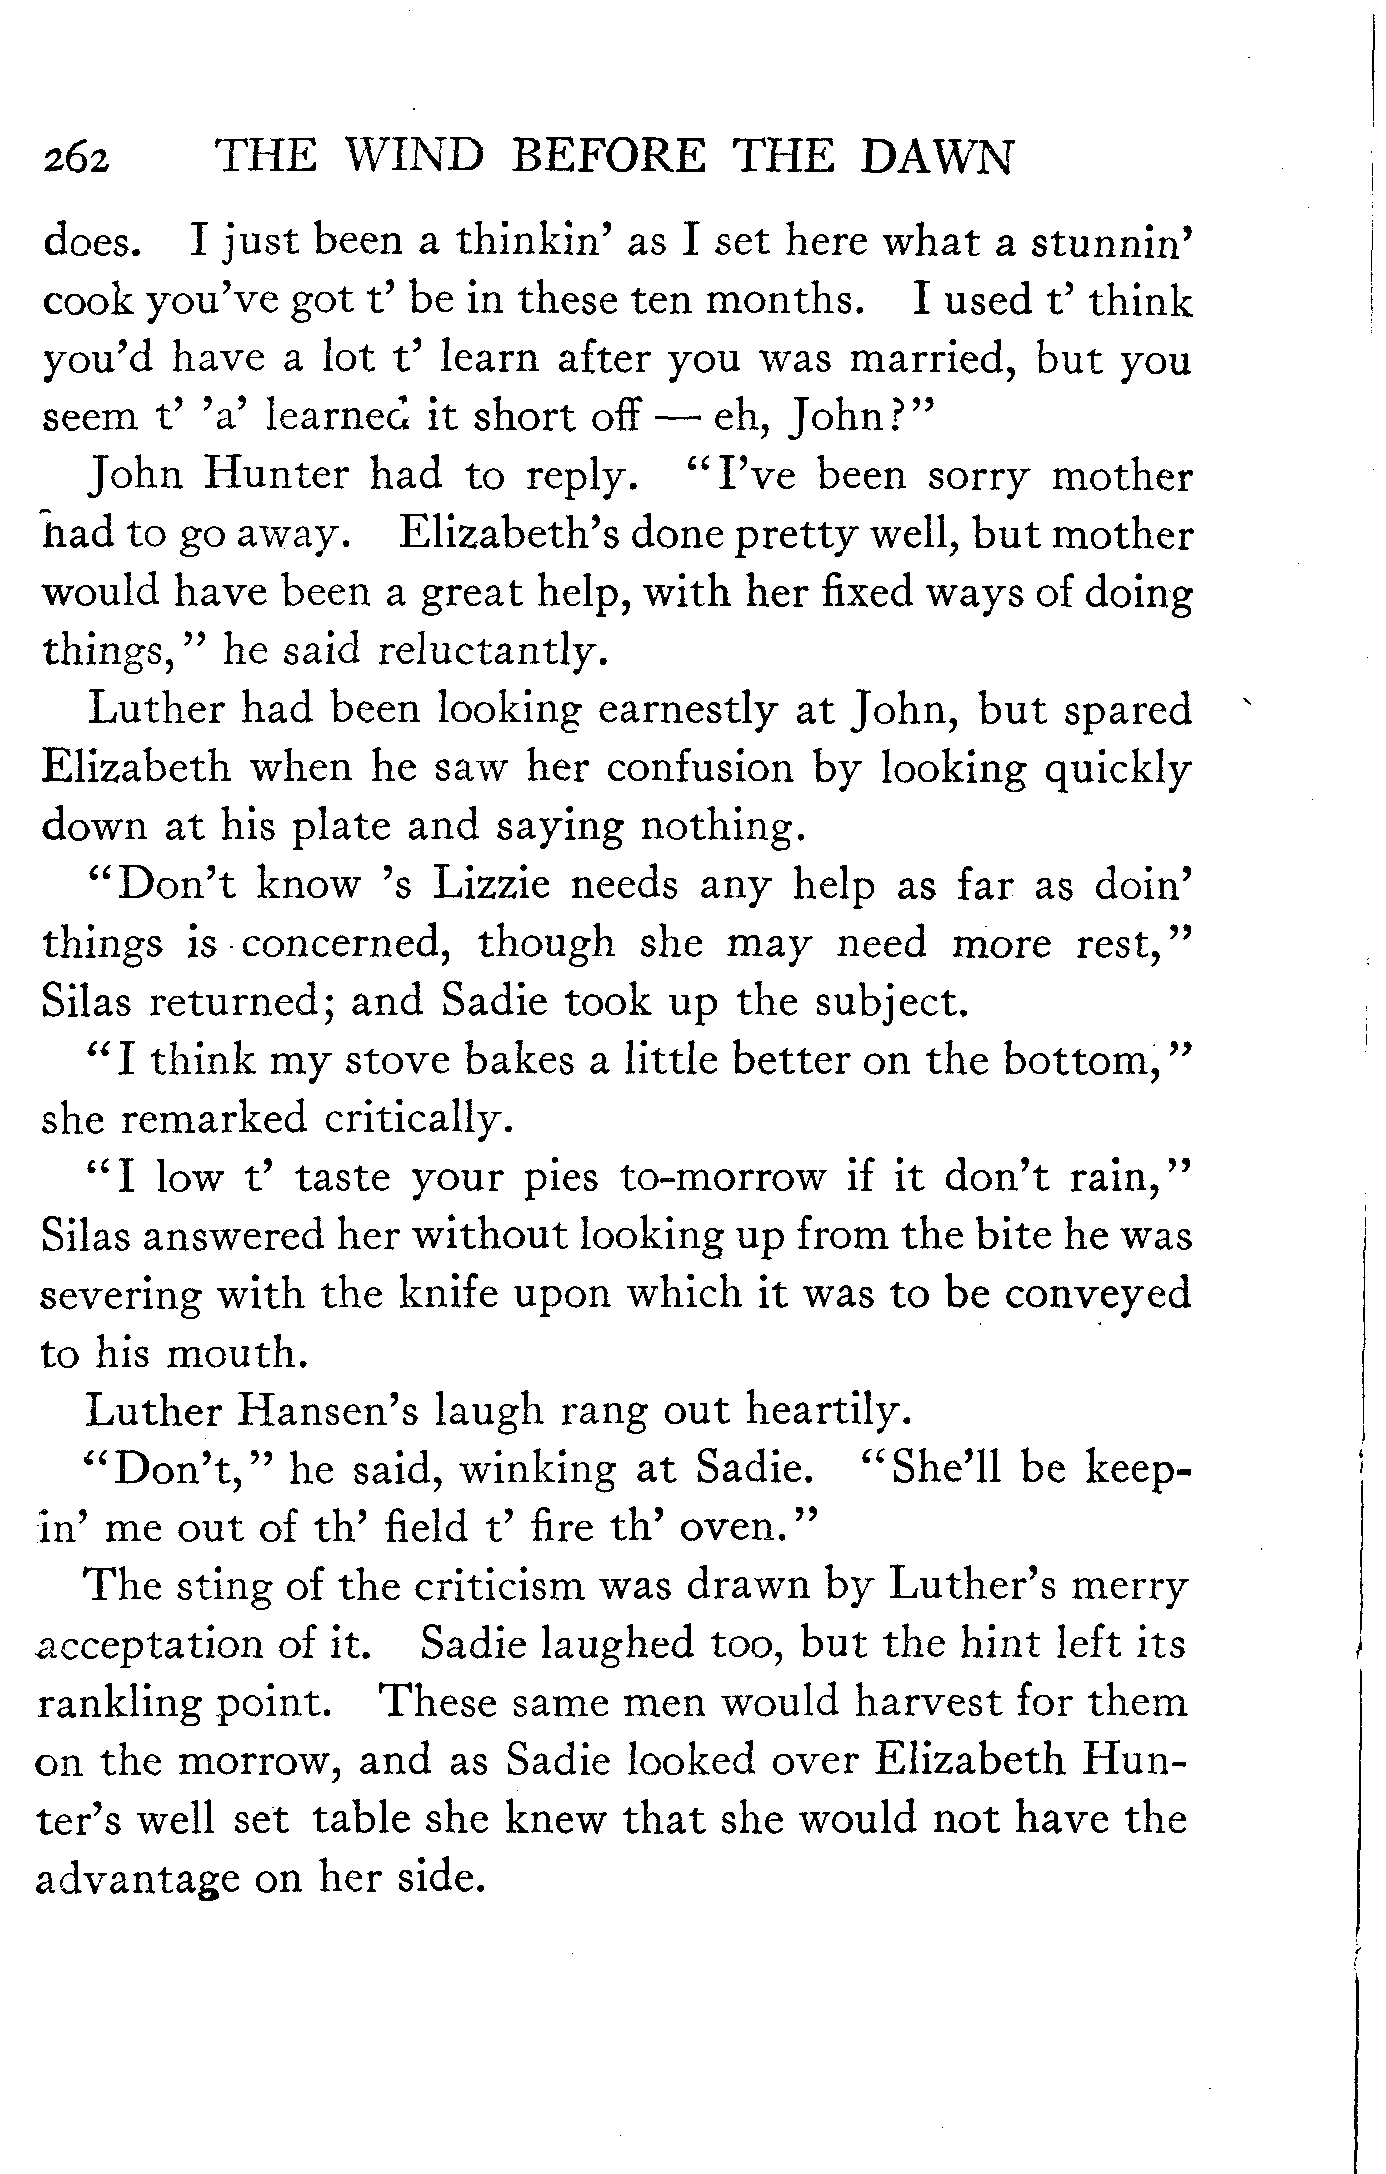 262 THE WIND BEFORE THE DAWN
does. I just been a thinkin’ as I set here what a stunnin’
cook you’ve got t’ be in these ten months. I used t’ think
you’d have a lot t’ learn after you was married, but you
seem t’ ’a’ learned it short off — eh, John?”
John Hunter had to reply. “I’ve been sorry mother
had to go away. Elizabeth’s done pretty well, but mother
would have been a great help, with her fixed ways of doing
things,” he said reluctantly.
Luther had been looking earnestly at John, but spared
Elizabeth when he saw her confusion by looking quickly
down at his plate and saying nothing.
“Don’t know ’s Lizzie needs any help as far as doin’
things is concerned, though she may need more rest,”
Silas returned; and Sadie took up the subject.
“I think my stove bakes a little better on the bottom,”
she remarked critically.
“I low t’ taste your pies to-morrow if it don’t rain,”
Silas answered her without looking up from the bite he was
severing with the knife upon which it was to be conveyed
to his mouth.
Luther Hansen’s laugh rang out heartily.
“Don’t,” he said, winking at Sadie. “She’ll be keep-
in’ me out of th’ field t’ fire th’ oven.”
The sting of the criticism was drawn by Luther’s merry
acceptation of it. Sadie laughed too, but the hint left its
rankling point. These same men would harvest for them
on the morrow, and as Sadie looked over Elizabeth Hun-
ter’s well set table she knew that she would not have the
advantage on her side.